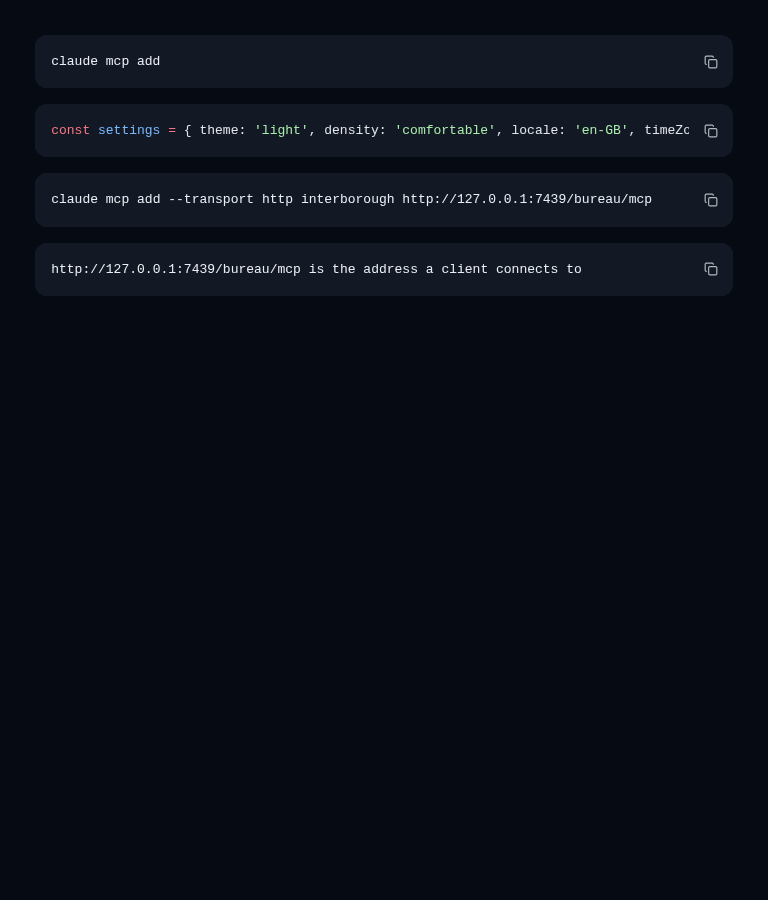 claude mcp add
const settings = { theme: 'light', density: 'comfortable', locale: 'en-GB', timeZo
claude mcp add --transport http interborough http://127.0.0.1:7439/bureau/mcp
http://127.0.0.1:7439/bureau/mcp is the address a client connects to